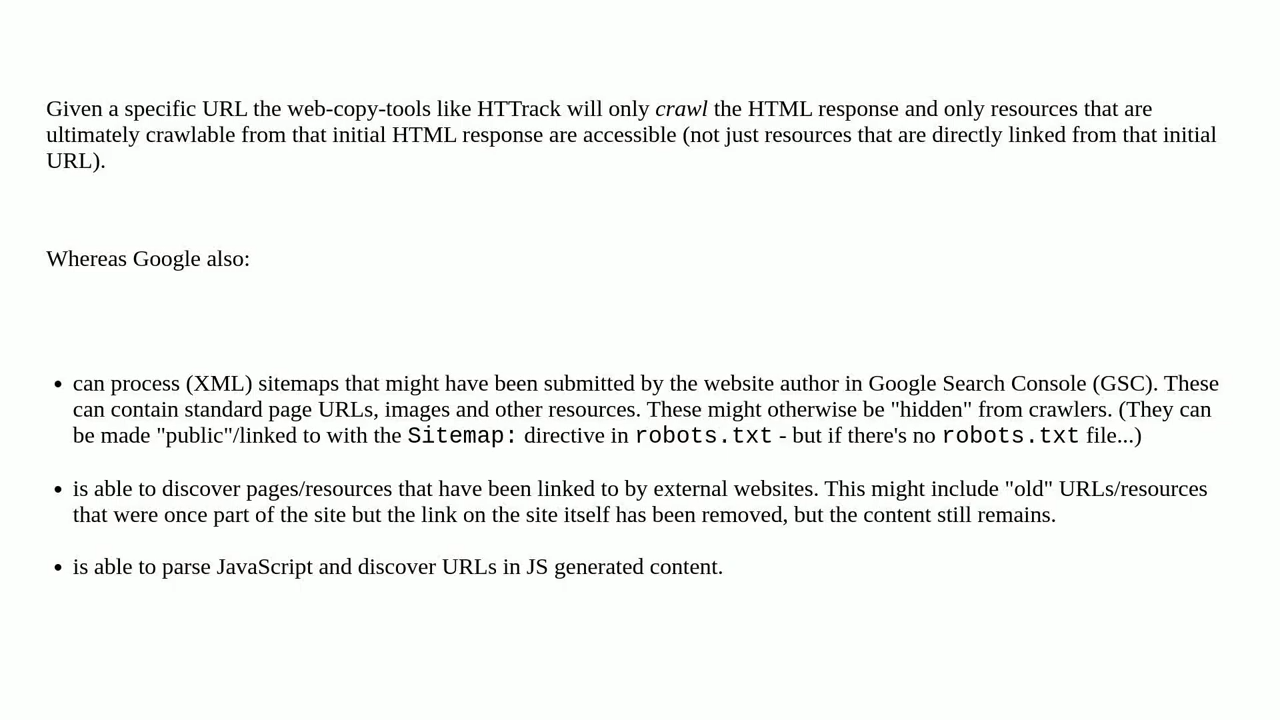 Given a specific URL the web-copy-tools like HTTrack will only crawl the HTML response and only resources that are
ultimately crawlable from that initial HTML response are accessible (not just resources that are directly linked from that initial
URL).
Whereas Google also:
• can process (XML) sitemaps that might have been submitted by the website author in Google Search Console (GSC). These
can contain standard page URLs, images and other resources. These might otherwise be "hidden" from crawlers. (They can
be made "public"/linked to with the Sitemap: directive in robots.txt - but if there's no robots.txt file...)
• is able to discover pages/resources that have been linked to by external websites. This might include "old" URLs/resources
that were once part of the site but the link on the site itself has been removed, but the content still remains.
• is able to parse JavaScript and discover URLs in JS generated content.